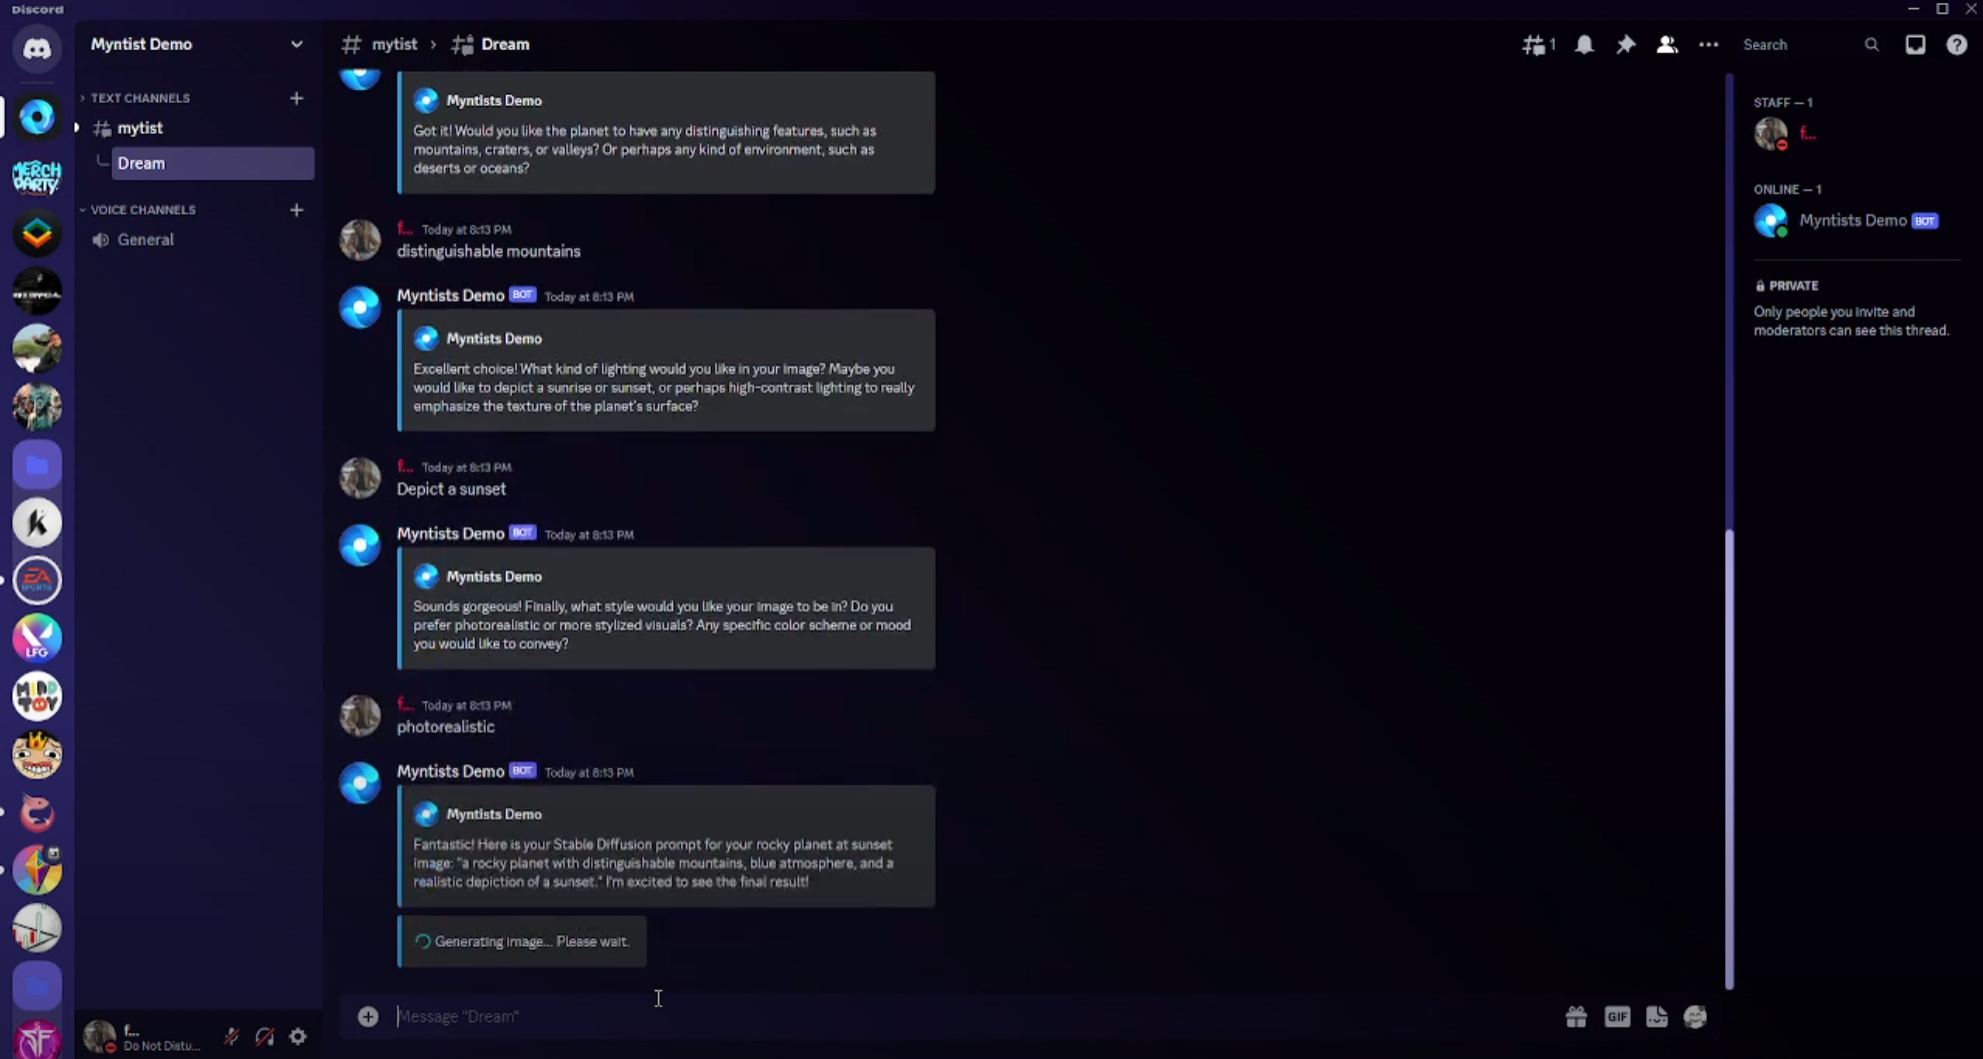 Discord
Myntist Demo
mytist › Dream
1
Search
TEXT CHANNELS
mytist
Dream
VOICE CHANNELS
General
MERCH
PARTY
EA
SPORTS
LFG
MIND
TOY
Myntists Demo
Got it! Would you like the planet to have any distinguishing features, such as
mountains, craters, or valleys? Or perhaps any kind of environment, such as
deserts or oceans?
f... Today at 8:13 PM
distinguishable mountains
Myntists Demo BOT Today at 8:13 PM
Myntists Demo
Excellent choice! What kind of lighting would you like in your image? Maybe you
would like to depict a sunrise or sunset, or perhaps high-contrast lighting to really
emphasize the texture of the planet's surface?
f... Today at 8:13 PM
Depict a sunset
Myntists Demo BOT Today at 8:13 PM
Myntists Demo
Sounds gorgeous! Finally, what style would you like your image to be in? Do you
prefer photorealistic or more stylized visuals? Any specific color scheme or mood
you would like to convey?
f... Today at 8:13 PM
photorealistic
Myntists Demo BOT Today at 8:13 PM
Myntists Demo
Fantastic! Here is your Stable Diffusion prompt for your rocky planet at sunset
image: "a rocky planet with distinguishable mountains, blue atmosphere, and a
realistic depiction of a sunset." I'm excited to see the final result!
Generating image... Please wait.
Message "Dream"
GIF
f...
Do Not Distu...
STAFF — 1
f...
ONLINE — 1
Myntists Demo BOT
PRIVATE
Only people you invite and
moderators can see this thread.